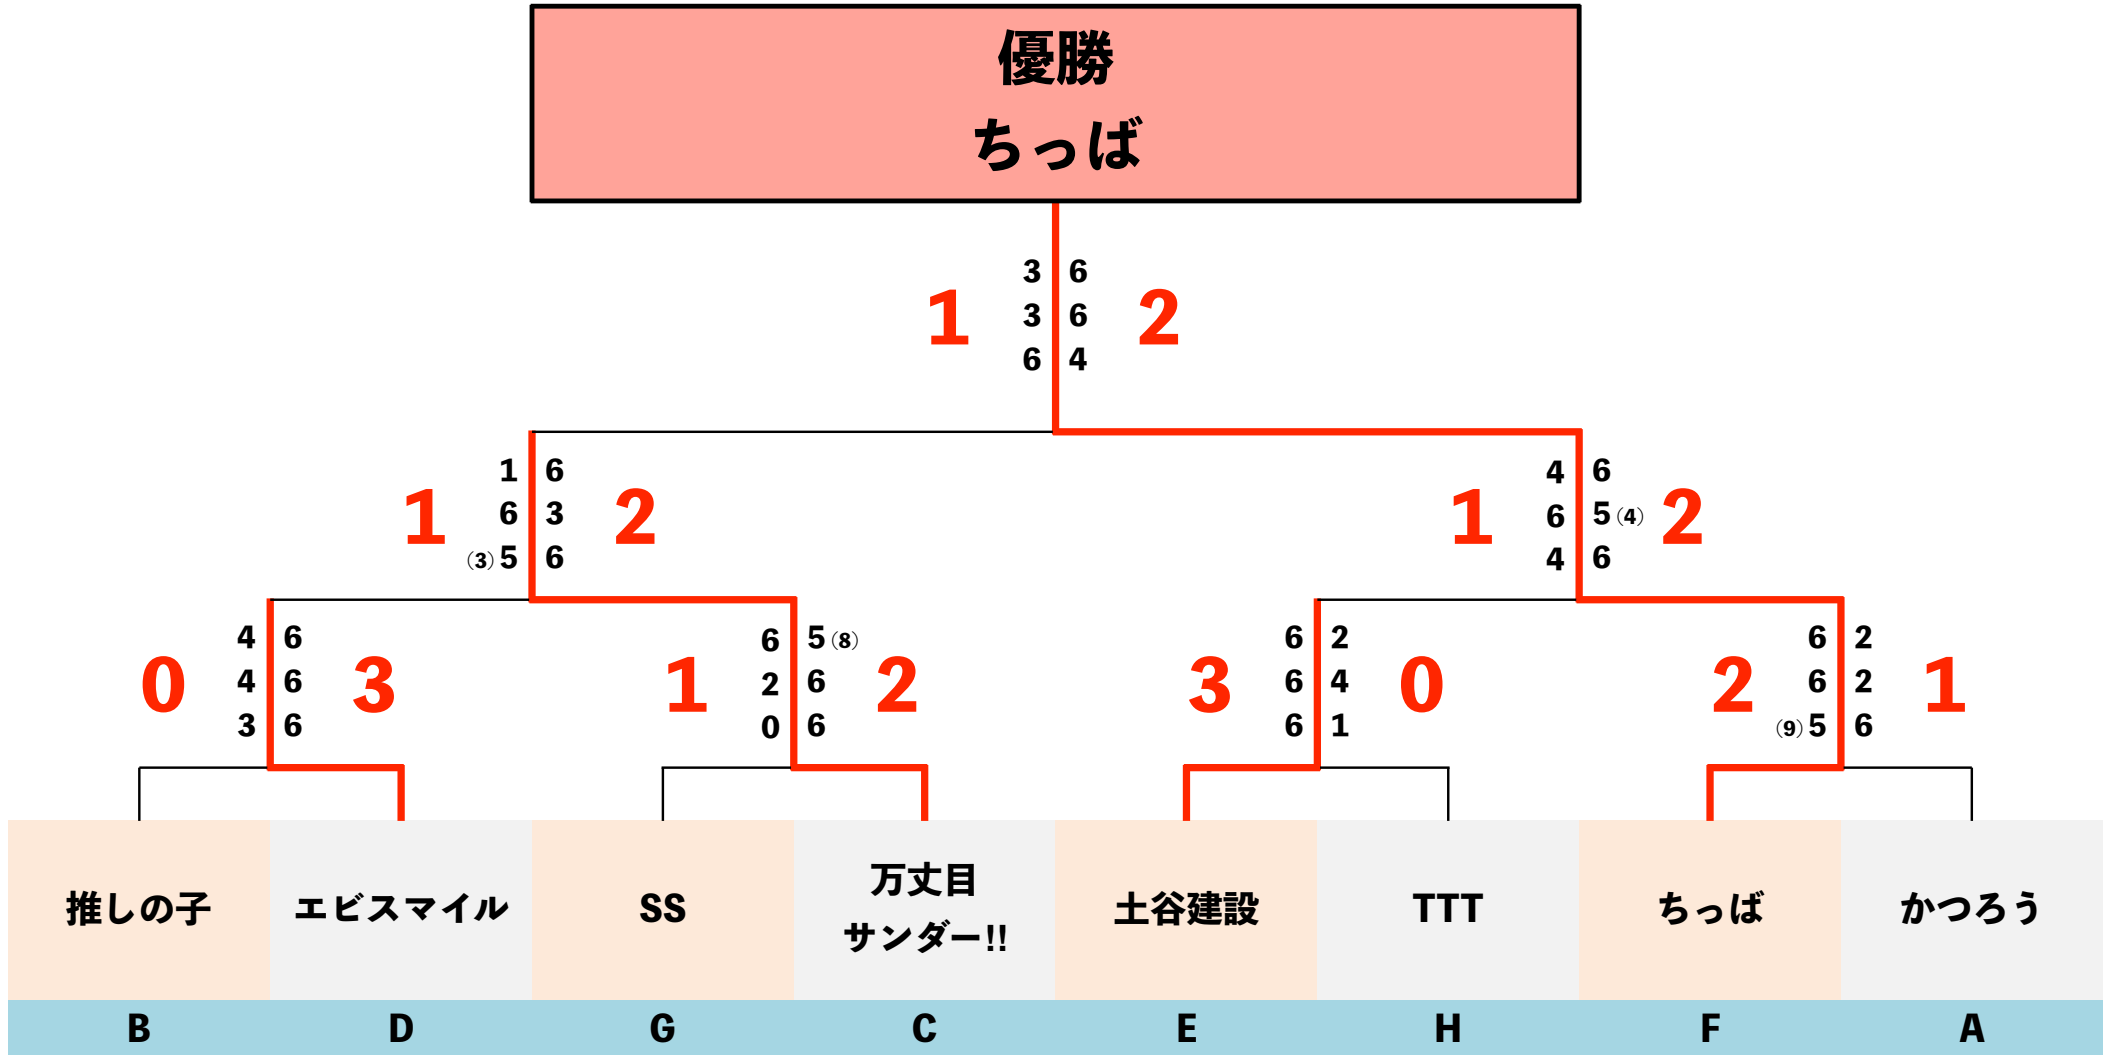 優勝
ちっば
3 6
1 3 6 2
6 4
1 6 4 6
1 6 3 2 1 6 5(4) 2
(3)5 6 4 6
4 6 6 5(8) 6 2 6 2
0 4 6 3 1 2 6 2 3 6 4 0 2 6 2 1
3 6 0 6 6 1 (9)5 6
推しの子 エビスマイル SS 万丈目 土谷建設 TTT ちっば かつろう
サンダー!!
B D G C E H F A